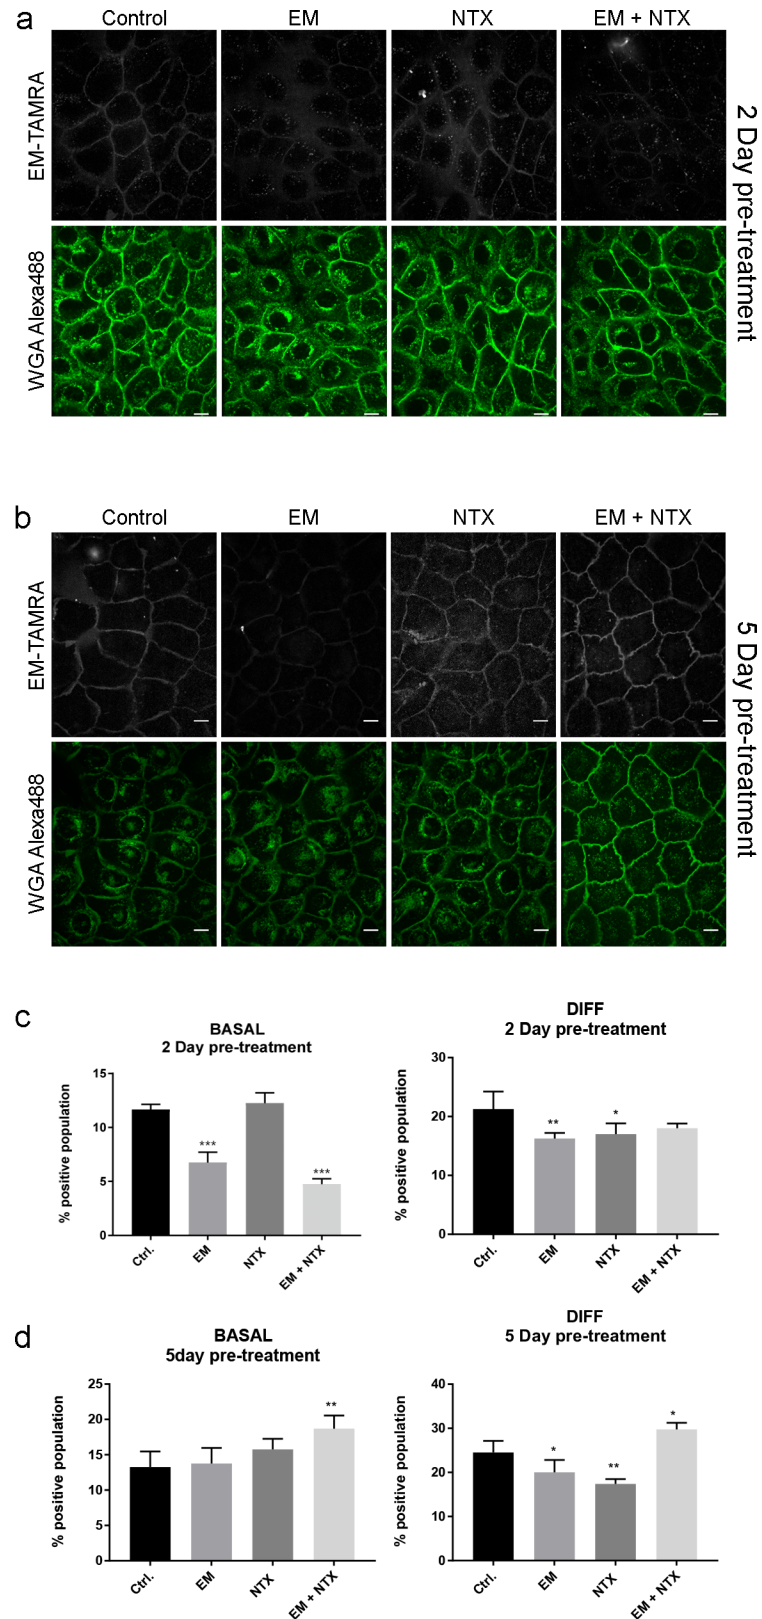 a
Control EM NTX EM + NTX
EM-TAMRA
WGA Alexa488
2 Day pre-treatment
b
Control EM NTX EM + NTX
EM-TAMRA
WGA Alexa488
5 Day pre-treatment
c
BASAL
2 Day pre-treatment
% positive population
15
10
5
0
***
***
Ctrl. EM NTX EM + NTX
DIFF
2 Day pre-treatment
% positive population
30
20
10
0
**
*
Ctrl. EM NTX EM + NTX
d
BASAL
5day pre-treatment
% positive population
25
20
15
10
5
0
**
Ctrl. EM NTX EM + NTX
DIFF
5 Day pre-treatment
% positive population
40
30
20
10
0
*
**
*
Ctrl. EM NTX EM + NTX